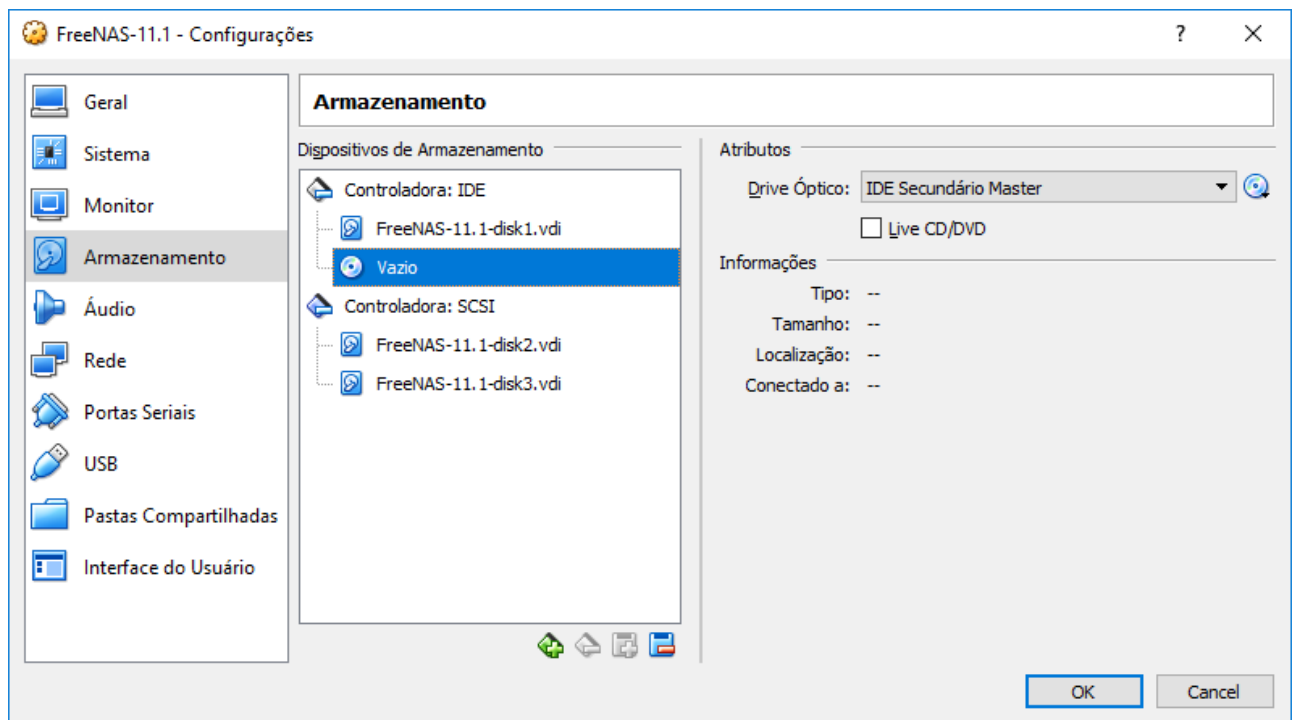 FreeNAS-11.1 - Configurações
?
Geral
Sistema
Monitor
Armazenamento
Áudio
Rede
Portas Seriais
USB
Pastas Compartilhadas
Interface do Usuário
Armazenamento
Dispositivos de Armazenamento
Controladora: IDE
FreeNAS-11.1-disk1.vdi
Vazio
Controladora: SCSI
FreeNAS-11.1-disk2.vdi
FreeNAS-11.1-disk3.vdi
Atributos
Drive Óptico: IDE Secundário Master
Live CD/DVD
Informações
Tipo: --
Tamanho: --
Localização: --
Conectado a: --
OK
Cancel